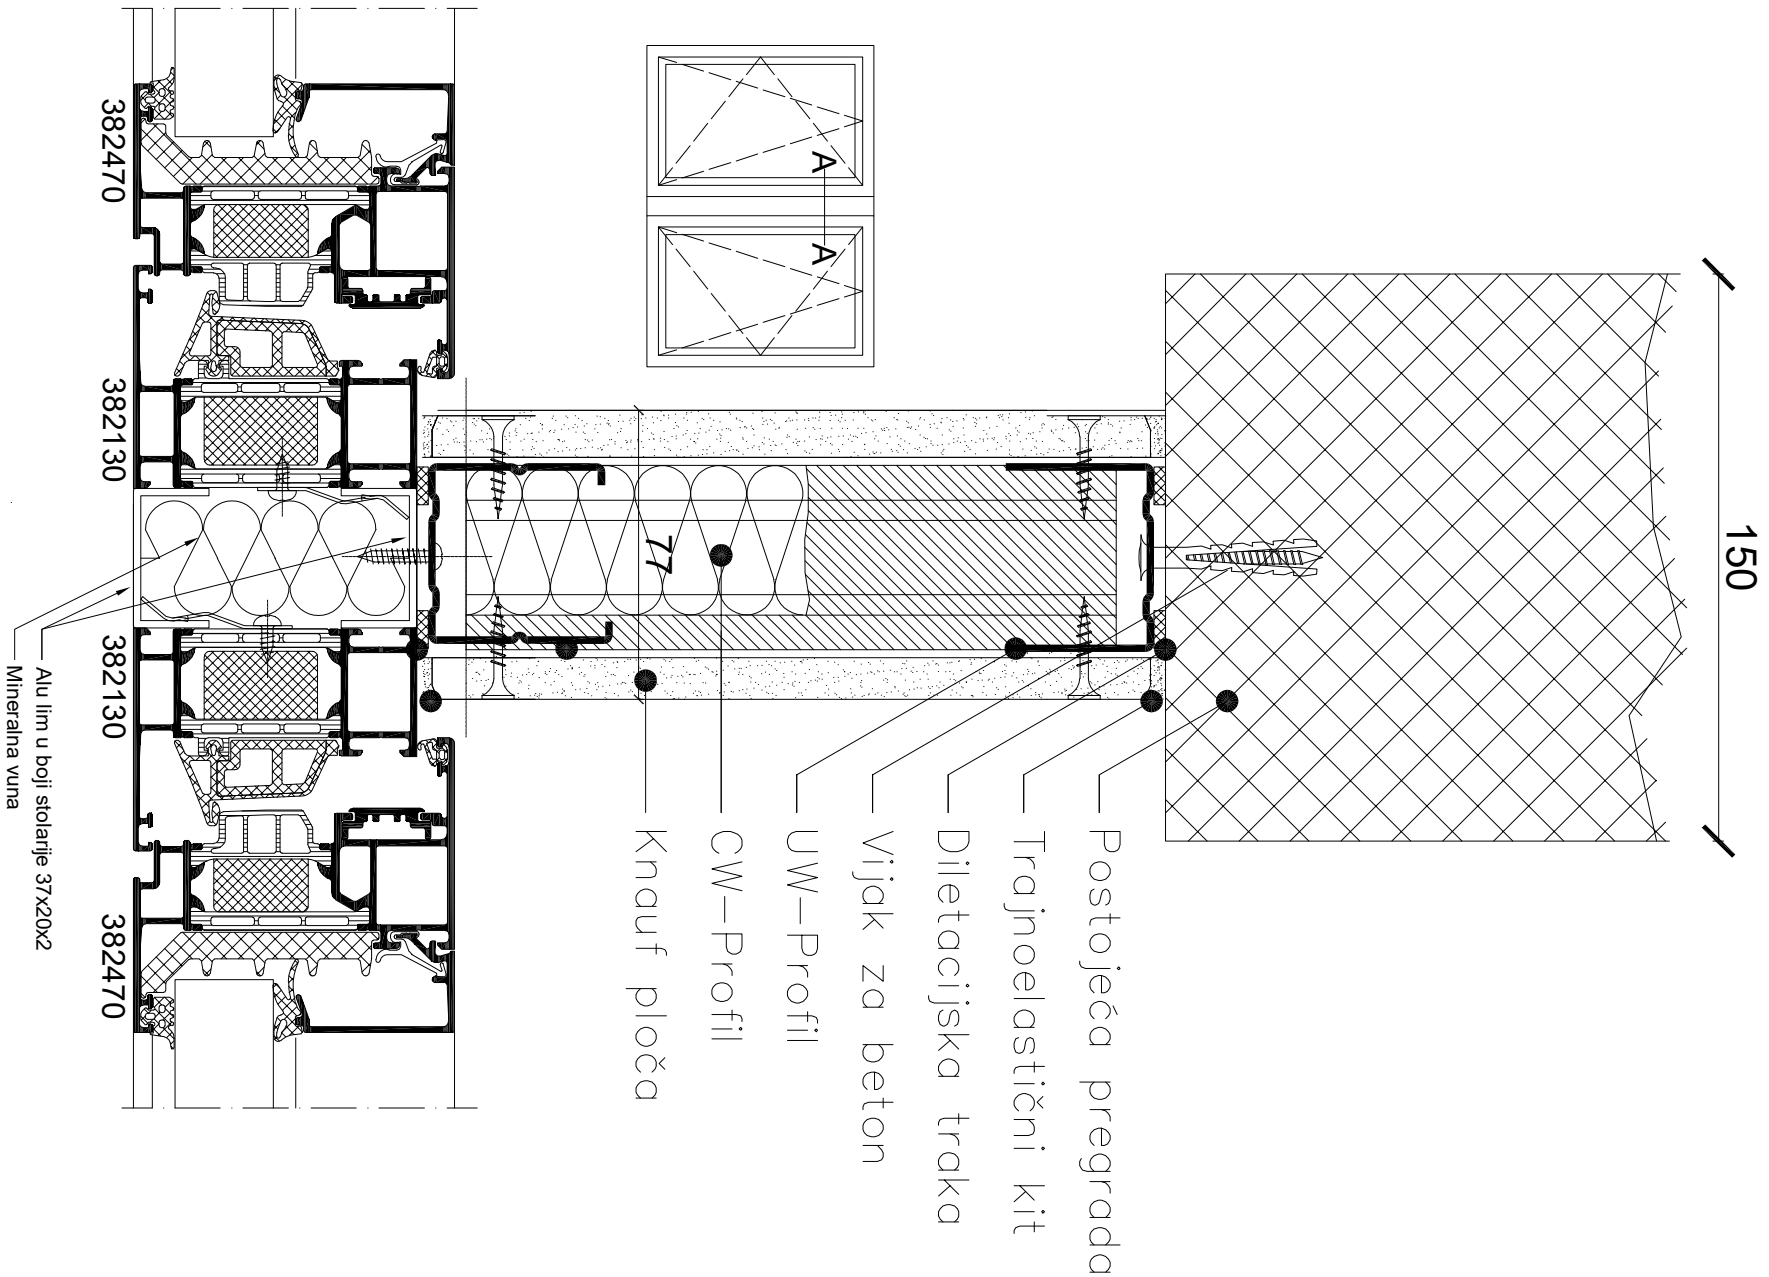 150
A
A
77
Postojeća pregrada
Trajnoelastični kit
Diletacijska traka
Vijak za beton
UW-Profil
CW-Profil
Knauf ploča
382470
382130
382130
382470
Alu lim u boji stolarije 37x20x2
Mineralna vuna